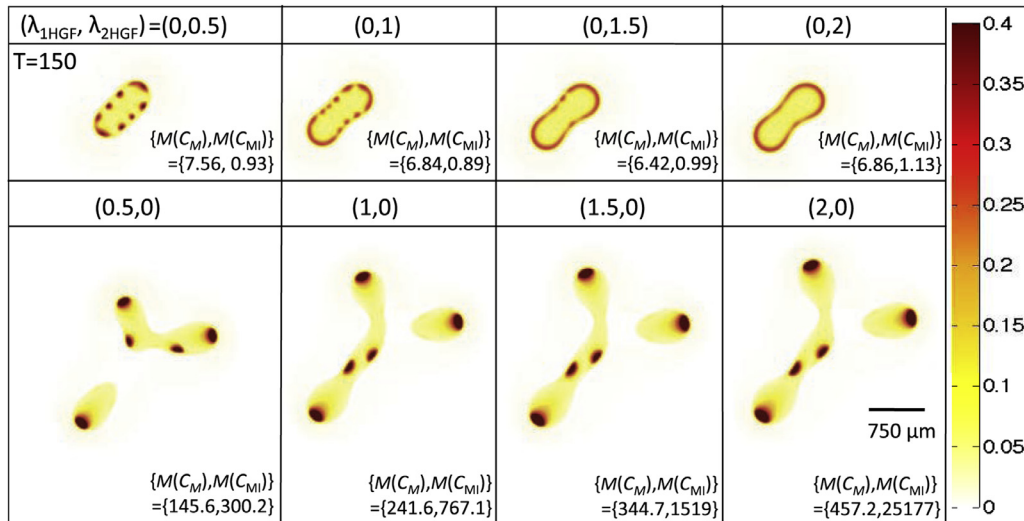 (λ1HGF, λ2HGF) =(0,0.5) (0,1) (0,1.5) (0,2)
T=150
{M(CM),M(CMI)}
={7.56, 0.93}
{M(CM),M(CMI)}
={6.84,0.89}
{M(CM),M(CMI)}
={6.42,0.99}
{M(CM),M(CMI)}
={6.86,1.13}
(0.5,0) (1,0) (1.5,0) (2,0)
750 μm
{M(CM),M(CMI)}
={145.6,300.2}
{M(CM),M(CMI)}
={241.6,767.1}
{M(CM),M(CMI)}
={344.7,1519}
{M(CM),M(CMI)}
={457.2,25177}
0.4
0.35
0.3
0.25
0.2
0.15
0.1
0.05
0